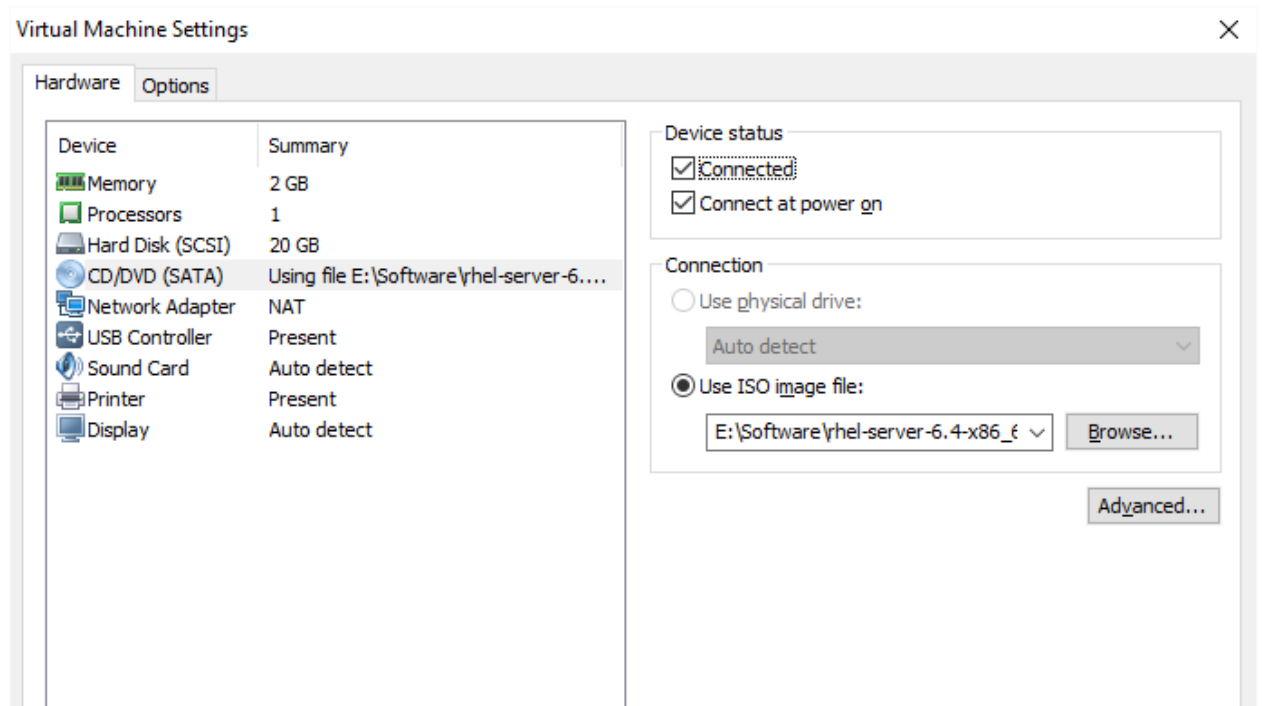 Virtual Machine Settings
Hardware Options
Device Summary
Memory 2 GB
Processors 1
Hard Disk (SCSI) 20 GB
CD/DVD (SATA) Using file E:\Software\rhel-server-6....
Network Adapter NAT
USB Controller Present
Sound Card Auto detect
Printer Present
Display Auto detect
Device status
Connected
Connect at power on
Connection
Use physical drive:
Auto detect
Use ISO image file:
E:\Software\rhel-server-6.4-x86_6 Browse...
Advanced...